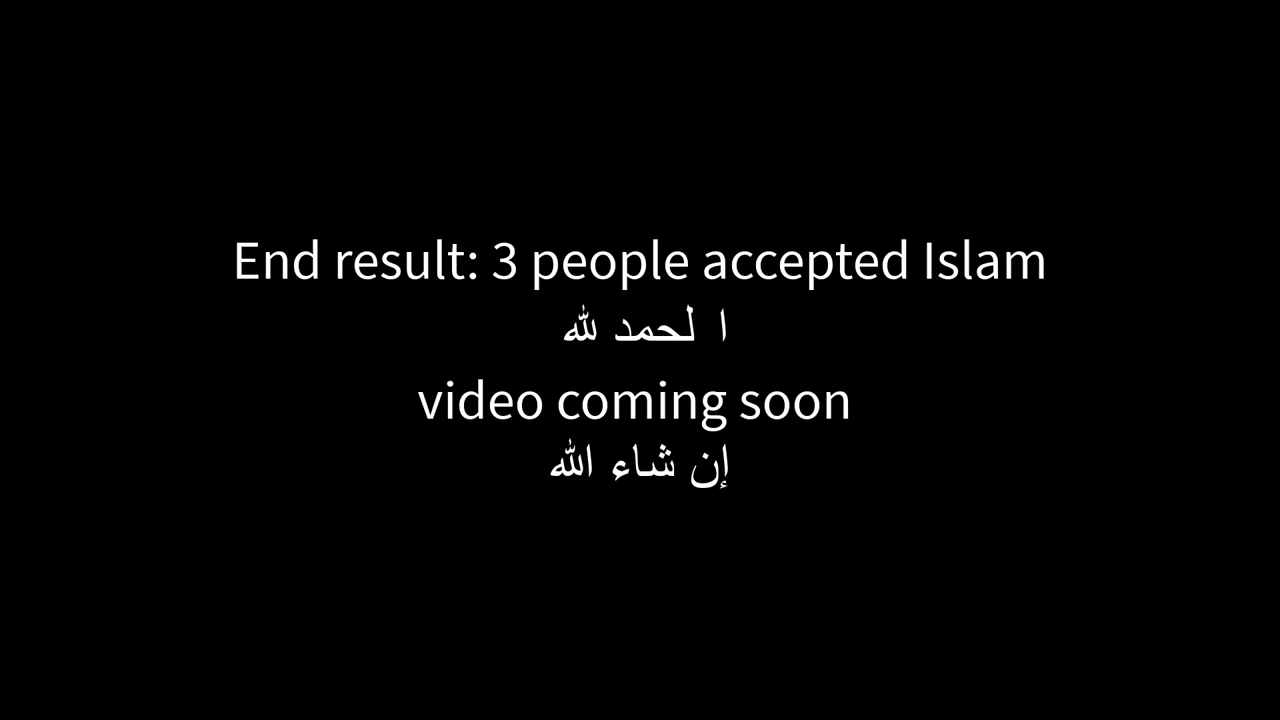 End result: 3 people accepted Islam
ا لحمد لله
video coming soon
إن شاء الله